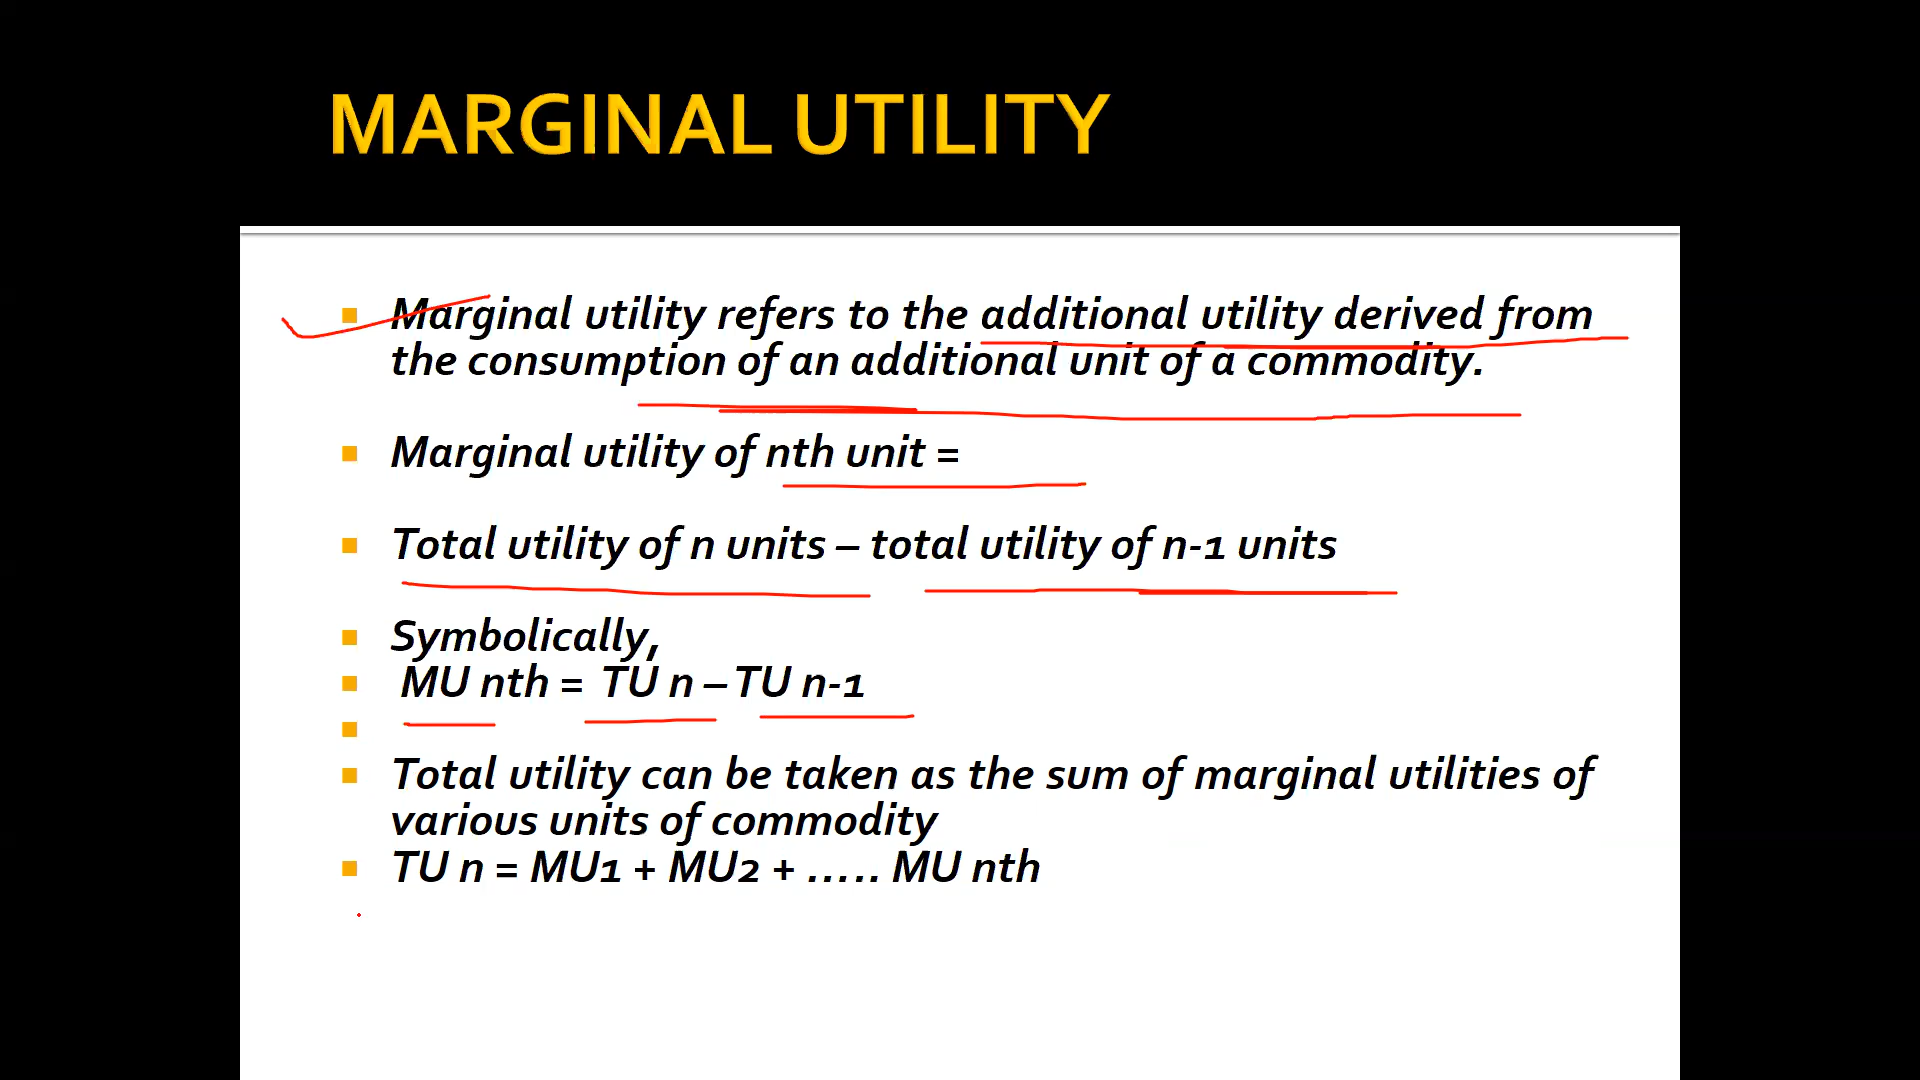 MARGINAL UTILITY
Marginal utility refers to the additional utility derived from
the consumption of an additional unit of a commodity.
Marginal utility of nth unit =
Total utility of n units – total utility of n-1 units
Symbolically,
MU nth = TU n – TU n-1
Total utility can be taken as the sum of marginal utilities of
various units of commodity
TU n = MU1 + MU2 + ..... MU nth